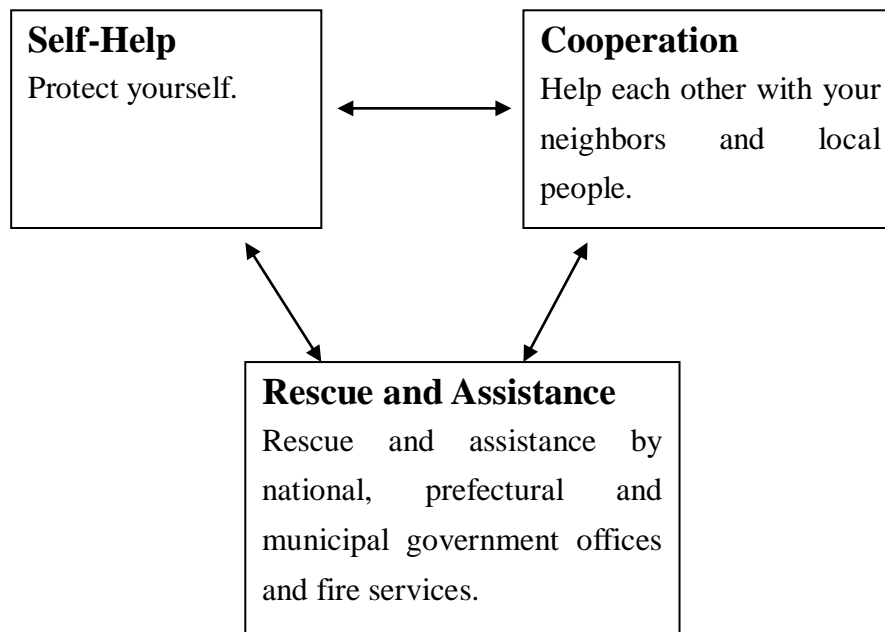 Self-Help
Protect yourself.
Cooperation
Help each other with your
neighbors and local
people.
Rescue and Assistance
Rescue and assistance by
national, prefectural and
municipal government offices
and fire services.